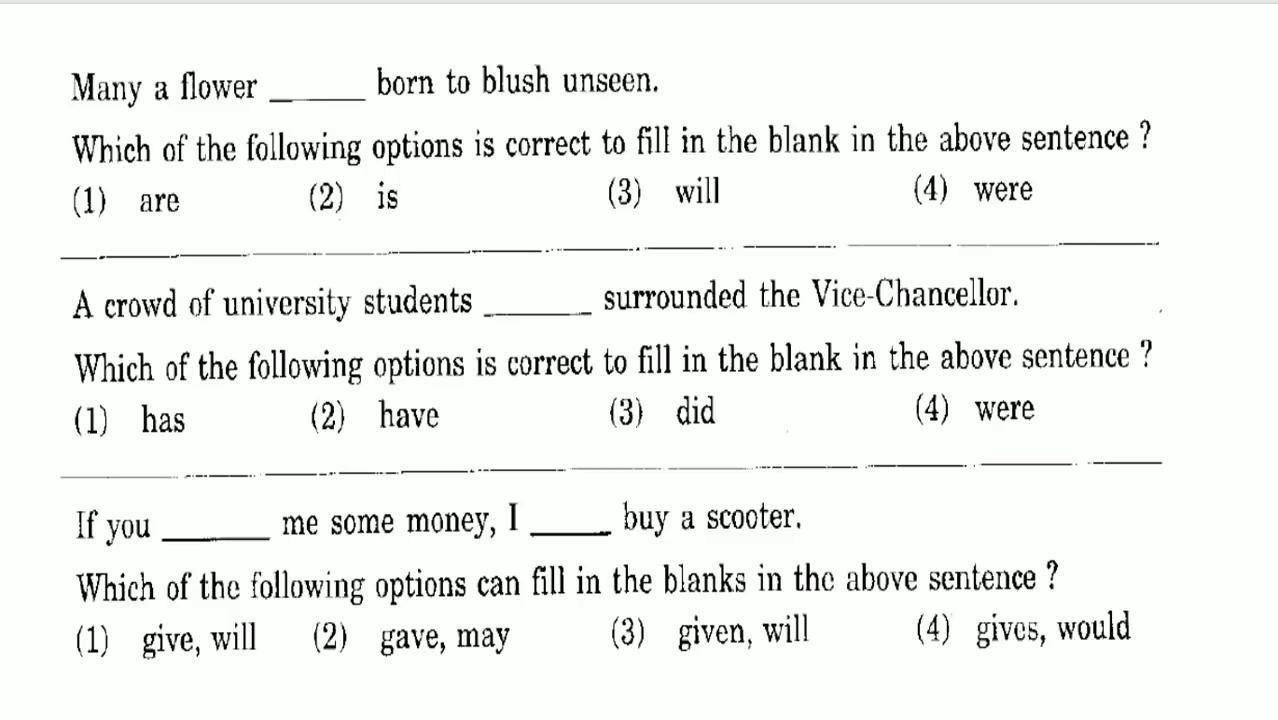 Many a flower ______ born to blush unseen.
Which of the following options is correct to fill in the blank in the above sentence ?
(1) are (2) is (3) will (4) were
A crowd of university students ______ surrounded the Vice-Chancellor.
Which of the following options is correct to fill in the blank in the above sentence ?
(1) has (2) have (3) did (4) were
If you ______ me some money, I _____ buy a scooter.
Which of the following options can fill in the blanks in the above sentence ?
(1) give, will (2) gave, may (3) given, will (4) gives, would